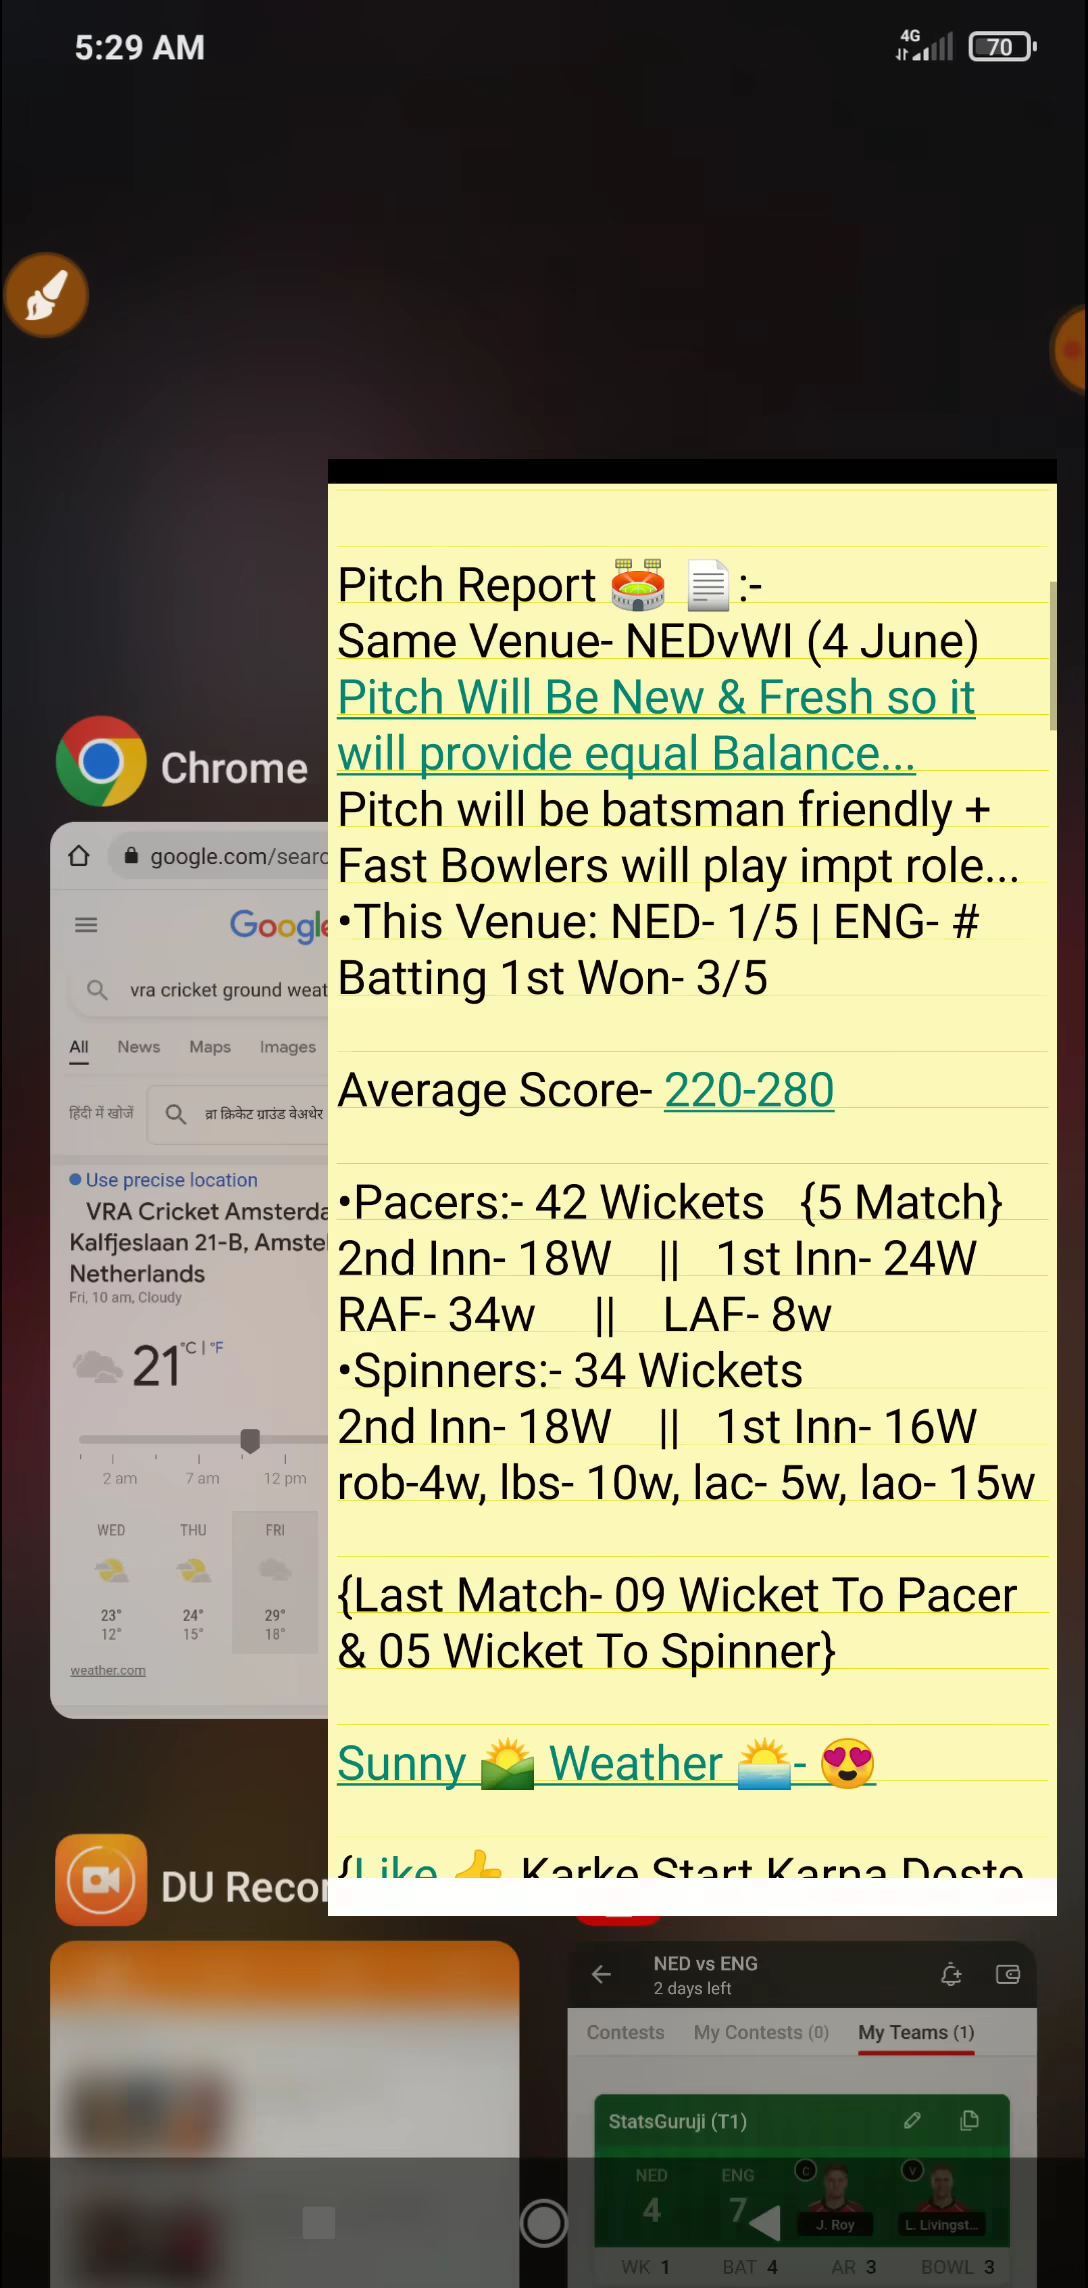 5:29 AM
4G
70
Pitch Report 🏟️ 📄:-
Same Venue- NEDvWI (4 June)
Pitch Will Be New & Fresh so it
will provide equal Balance...
Pitch will be batsman friendly +
Fast Bowlers will play impt role...
•This Venue: NED- 1/5 | ENG- #
Batting 1st Won- 3/5
Average Score- 220-280
•Pacers:- 42 Wickets {5 Match}
2nd Inn- 18W || 1st Inn- 24W
RAF- 34w || LAF- 8w
•Spinners:- 34 Wickets
2nd Inn- 18W || 1st Inn- 16W
rob-4w, lbs- 10w, lac- 5w, lao- 15w
{Last Match- 09 Wicket To Pacer
& 05 Wicket To Spinner}
Sunny 🌄 Weather 🌅- 😍
{Like 👍 Karke Start Karna Dosto
Chrome
google.com/searc
Google
vra cricket ground weat
All News Maps Images
हिंदी में खोजें
व्रा क्रिकेट ग्राउंड वेअथेर
Use precise location
VRA Cricket Amsterda
Kalfjeslaan 21-B, Amste
Netherlands
Fri, 10 am, Cloudy
21 °C | °F
2 am 7 am 12 pm
WED THU FRI
23° 24° 29°
12° 15° 18°
weather.com
DU Recor
NED vs ENG
2 days left
Contests My Contests (0) My Teams (1)
StatsGuruji (T1)
NED ENG C V
4 7
J. Roy L. Livingst...
WK 1 BAT 4 AR 3 BOWL 3